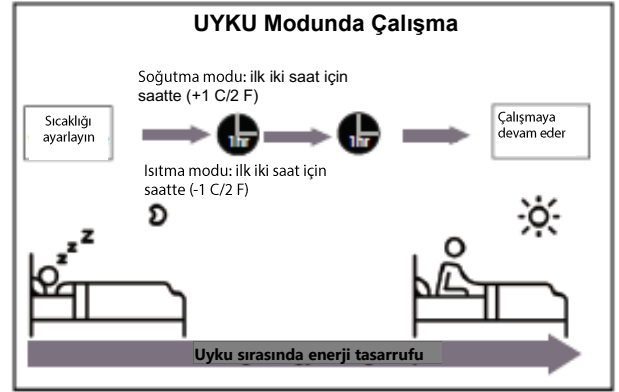 UYKU Modunda Çalışma
Soğutma modu: ilk iki saat için
saatte (+1 C/2 F)
Sıcaklığı
ayarlayın
1hr
1hr
Çalışmaya
devam eder
Isıtma modu: ilk iki saat için
saatte (-1 C/2 F)
z z Z
Uyku sırasında enerji tasarrufu